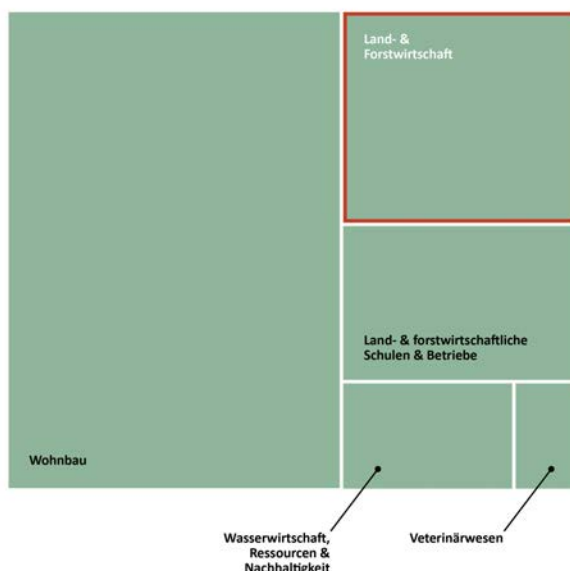 Land- &
Forstwirtschaft
Land- & forstwirtschaftliche
Schulen & Betriebe
Wohnbau
Wasserwirtschaft,
Ressourcen &
Nachhaltigkeit
Veterinärwesen